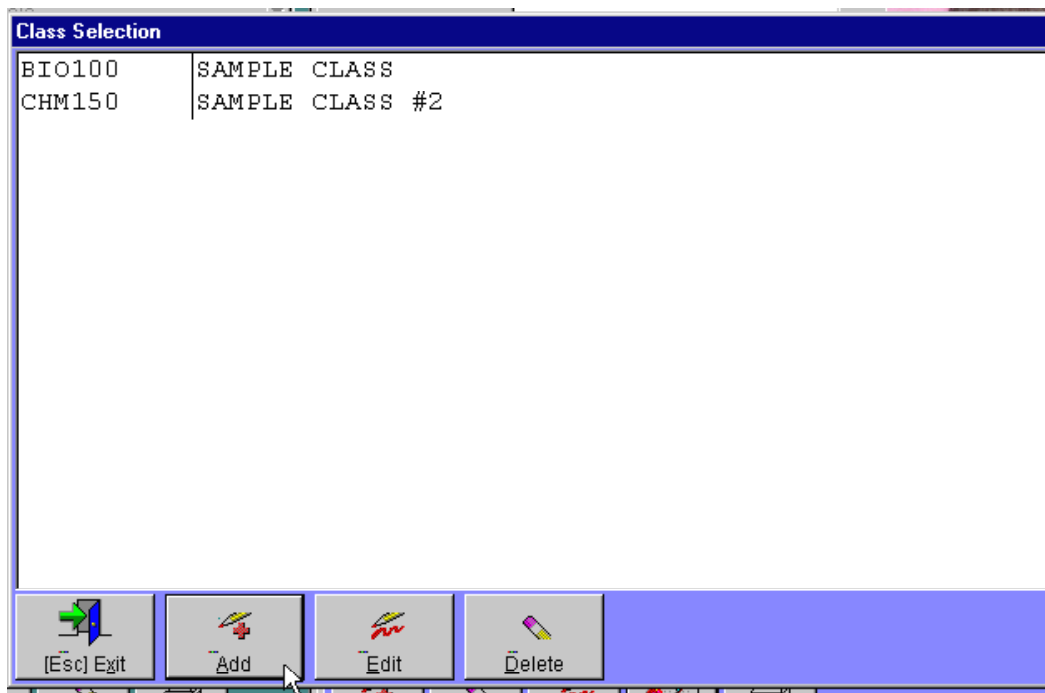 Class Selection
BIO100 SAMPLE CLASS
CHM150 SAMPLE CLASS #2
[Esc] Exit Add Edit Delete